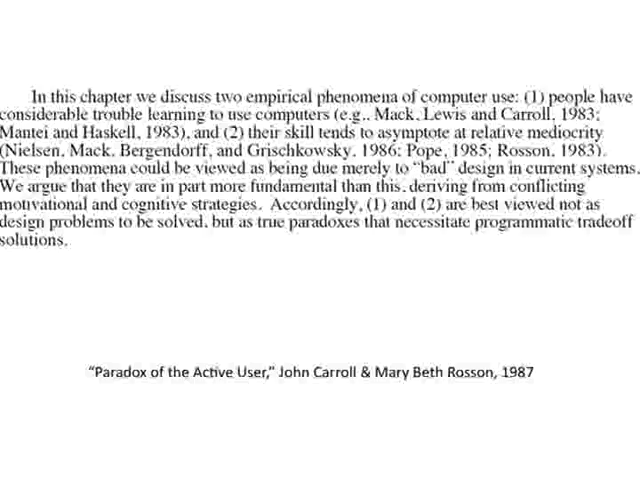 In this chapter we discuss two empirical phenomena of computer use: (1) people have
considerable trouble learning to use computers (e.g., Mack, Lewis and Carroll, 1983;
Mantei and Haskell, 1983), and (2) their skill tends to asymptote at relative mediocrity
(Nielsen, Mack, Bergendorff, and Grischkowsky, 1986; Pope, 1985; Rosson, 1983).
These phenomena could be viewed as being due merely to "bad" design in current systems.
We argue that they are in part more fundamental than this, deriving from conflicting
motivational and cognitive strategies. Accordingly, (1) and (2) are best viewed not as
design problems to be solved, but as true paradoxes that necessitate programmatic tradeoff
solutions.
“Paradox of the Active User,” John Carroll & Mary Beth Rosson, 1987